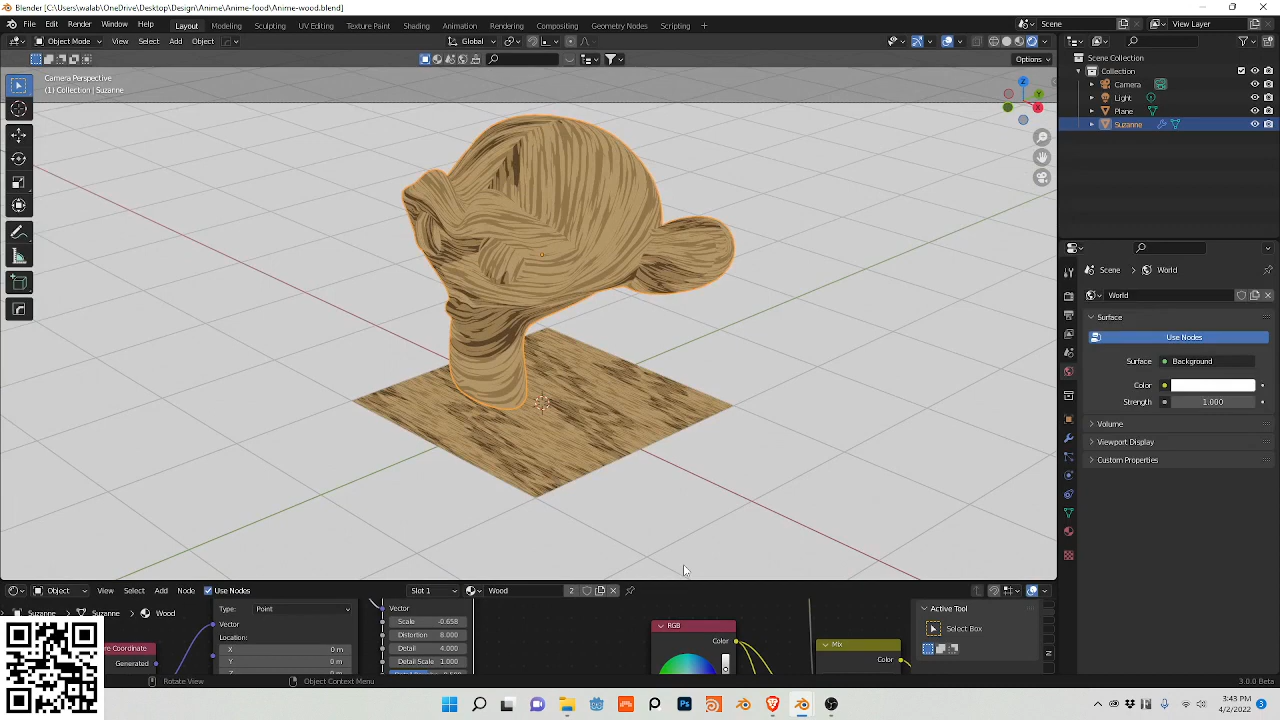 Blender [C:\Users\walab\OneDrive\Desktop\Design\Anime\Anime-food\Anime-wood.blend]
File Edit Render Window Help Layout Modeling Sculpting UV Editing Texture Paint Shading Animation Rendering Compositing Geometry Nodes Scripting + Scene ViewLayer
Object Mode View Select Add Object Global
Options
Camera Perspective
(1) Collection | Suzanne
Z
Y
X
Scene Collection
Collection
Camera
Light
Plane
Suzanne
Scene World
World
Surface
Use Nodes
Surface Background
Color
Strength 1.000
Volume
Viewport Display
Custom Properties
Object View Select Add Node Use Nodes Slot 1 Wood 2
Suzanne Suzanne Wood
Type: Point
Vector
Location:
X 0 m
Y 0 m
Generated
Vector
Scale -0.658
Distortion 8.000
Detail 4.000
Detail Scale 1.000
RGB
Color
Mix
Color
Active Tool
Select Box
Rotate View Object Context Menu 3.0.0 Beta
3:43 PM
4/2/2022